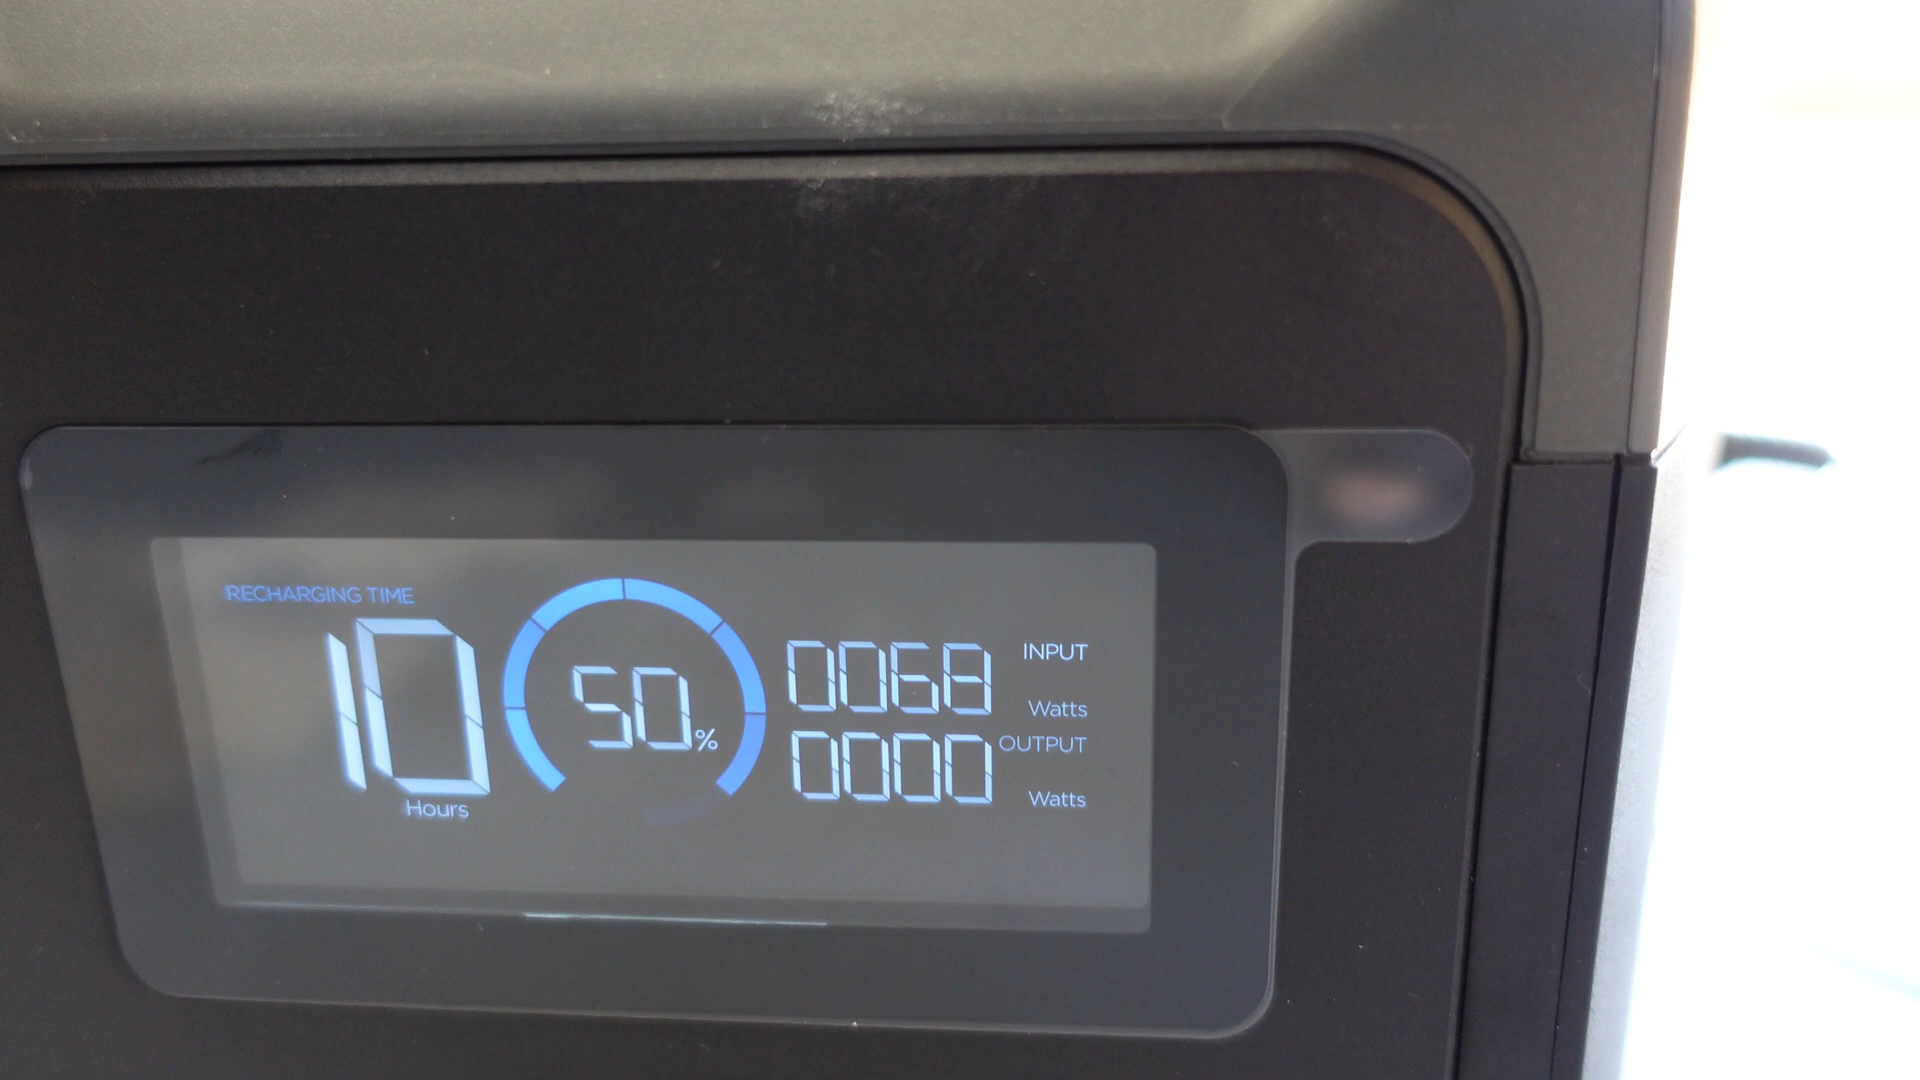 RECHARGING TIME
10
Hours
50%
0068 INPUT
Watts
0000 OUTPUT
Watts